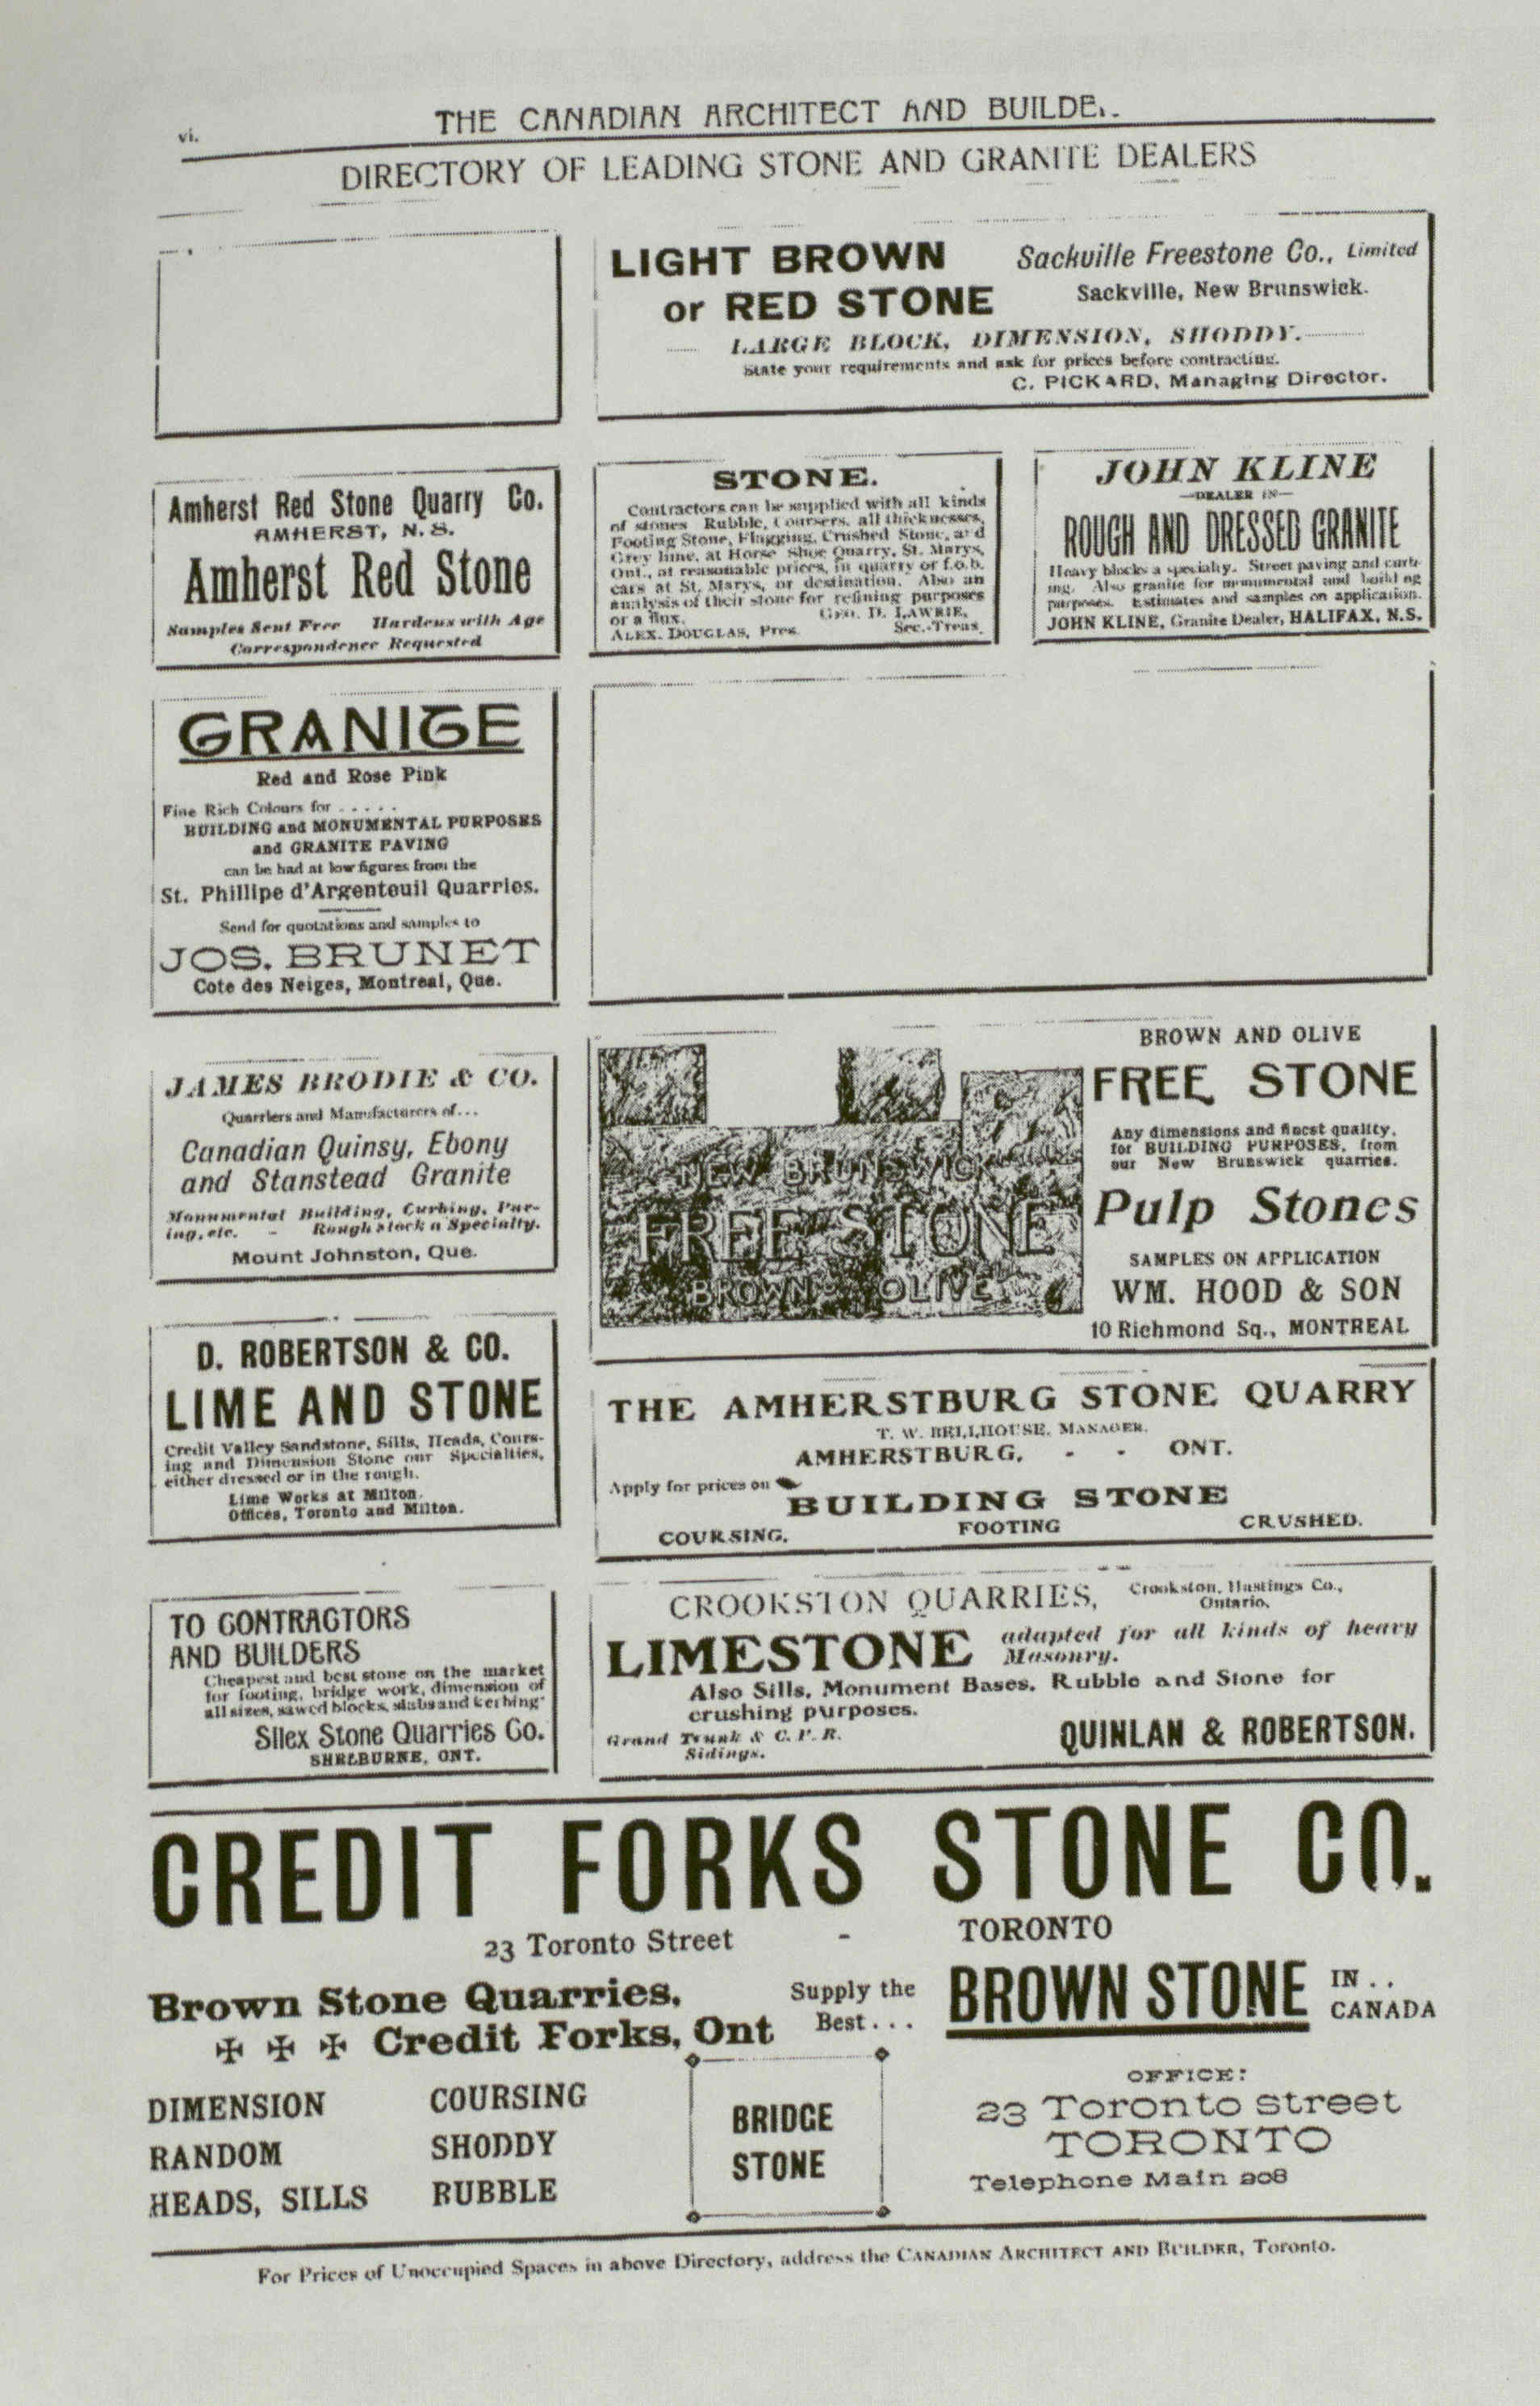 vi.
THE CANADIAN ARCHITECT AND BUILDE
DIRECTORY OF LEADING STONE AND GRANITE DEALERS
LIGHT BROWN
or RED STONE
Sackville Freestone Co., Limited
Sackville, New Brunswick.
LARGE BLOCK, DIMENSION, SHODDY.
State your requirements and ask for prices before contracting.
C. PICKARD, Managing Director.
Amherst Red Stone Quarry Co.
AMHERST, N. S.
Amherst Red Stone
Samples Sent Free Hardens with Age
Correspondence Requested
STONE.
Contractors can be supplied with all kinds
of stones Rubble, Coursers, all thicknesses,
Footing Stone, Flagging, Crushed Stone, and
Grey lime, at Horse Shoe Quarry, St. Marys,
Ont., at reasonable prices, in quarry or f.o.b.
cars at St. Marys, or destination. Also an
analysis of their stone for refining purposes
or a flux.
GEO. D. LAWRIE,
ALEX. DOUGLAS, Pres. Sec.-Treas.
JOHN KLINE
—DEALER IN—
ROUGH AND DRESSED GRANITE
Heavy blocks a specialty. Street paving and curb-
ing. Also granite for monumental and building
purposes. Estimates and samples on application.
JOHN KLINE, Granite Dealer, HALIFAX, N.S.
GRANITE
Red and Rose Pink
Fine Rich Colours for . . . . .
BUILDING and MONUMENTAL PURPOSES
and GRANITE PAVING
can be had at low figures from the
St. Phillipe d'Argenteuil Quarries.
Send for quotations and samples to
JOS. BRUNET
Cote des Neiges, Montreal, Que.
JAMES BRODIE & CO.
Quarriers and Manufacturers of...
Canadian Quinsy, Ebony
and Stanstead Granite
Monumental Building, Curbing, Pav-
ing, etc. - Rough stock a Specialty.
Mount Johnston, Que.
NEW BRUNSWICK
FREE STONE
BROWN OLIVE
BROWN AND OLIVE
FREE STONE
Any dimensions and finest quality,
for BUILDING PURPOSES, from
our New Brunswick quarries.
Pulp Stones
SAMPLES ON APPLICATION
WM. HOOD & SON
10 Richmond Sq., MONTREAL
D. ROBERTSON & CO.
LIME AND STONE
Credit Valley Sandstone, Sills, Heads, Cours-
ing and Dimension Stone our Specialties,
either dressed or in the rough.
Lime Works at Milton.
Offices, Toronto and Milton.
THE AMHERSTBURG STONE QUARRY
T. W. BELLHOUSE, MANAGER.
AMHERSTBURG, - - ONT.
Apply for prices on
BUILDING STONE
COURSING. FOOTING CRUSHED.
TO CONTRACTORS
AND BUILDERS
Cheapest and best stone on the market
for footing, bridge work, dimension of
all sizes, sawed blocks, slabs and kerbing
Silex Stone Quarries Co.
SHELBURNE, ONT.
CROOKSTON QUARRIES, Crookston, Hastings Co.,
Ontario.
LIMESTONE adapted for all kinds of heavy
Masonry.
Also Sills, Monument Bases, Rubble and Stone for
crushing purposes.
Grand Trunk & C. P. R.
Sidings.
QUINLAN & ROBERTSON.
CREDIT FORKS STONE CO.
23 Toronto Street - TORONTO
Brown Stone Quarries,
Credit Forks, Ont
Supply the
Best...
BROWN STONE IN . .
CANADA
DIMENSION
RANDOM
HEADS, SILLS
COURSING
SHODDY
RUBBLE
BRIDGE
STONE
OFFICE:
23 Toronto street
TORONTO
Telephone Main 208
For Prices of Unoccupied Spaces in above Directory, address the CANADIAN ARCHITECT AND BUILDER, Toronto.